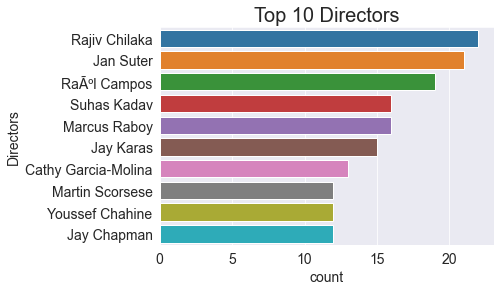 Top 10 Directors
Rajiv Chilaka
Jan Suter
RaÃºl Campos
Suhas Kadav
Marcus Raboy
Jay Karas
Cathy Garcia-Molina
Martin Scorsese
Youssef Chahine
Jay Chapman
Directors
0 5 10 15 20
count